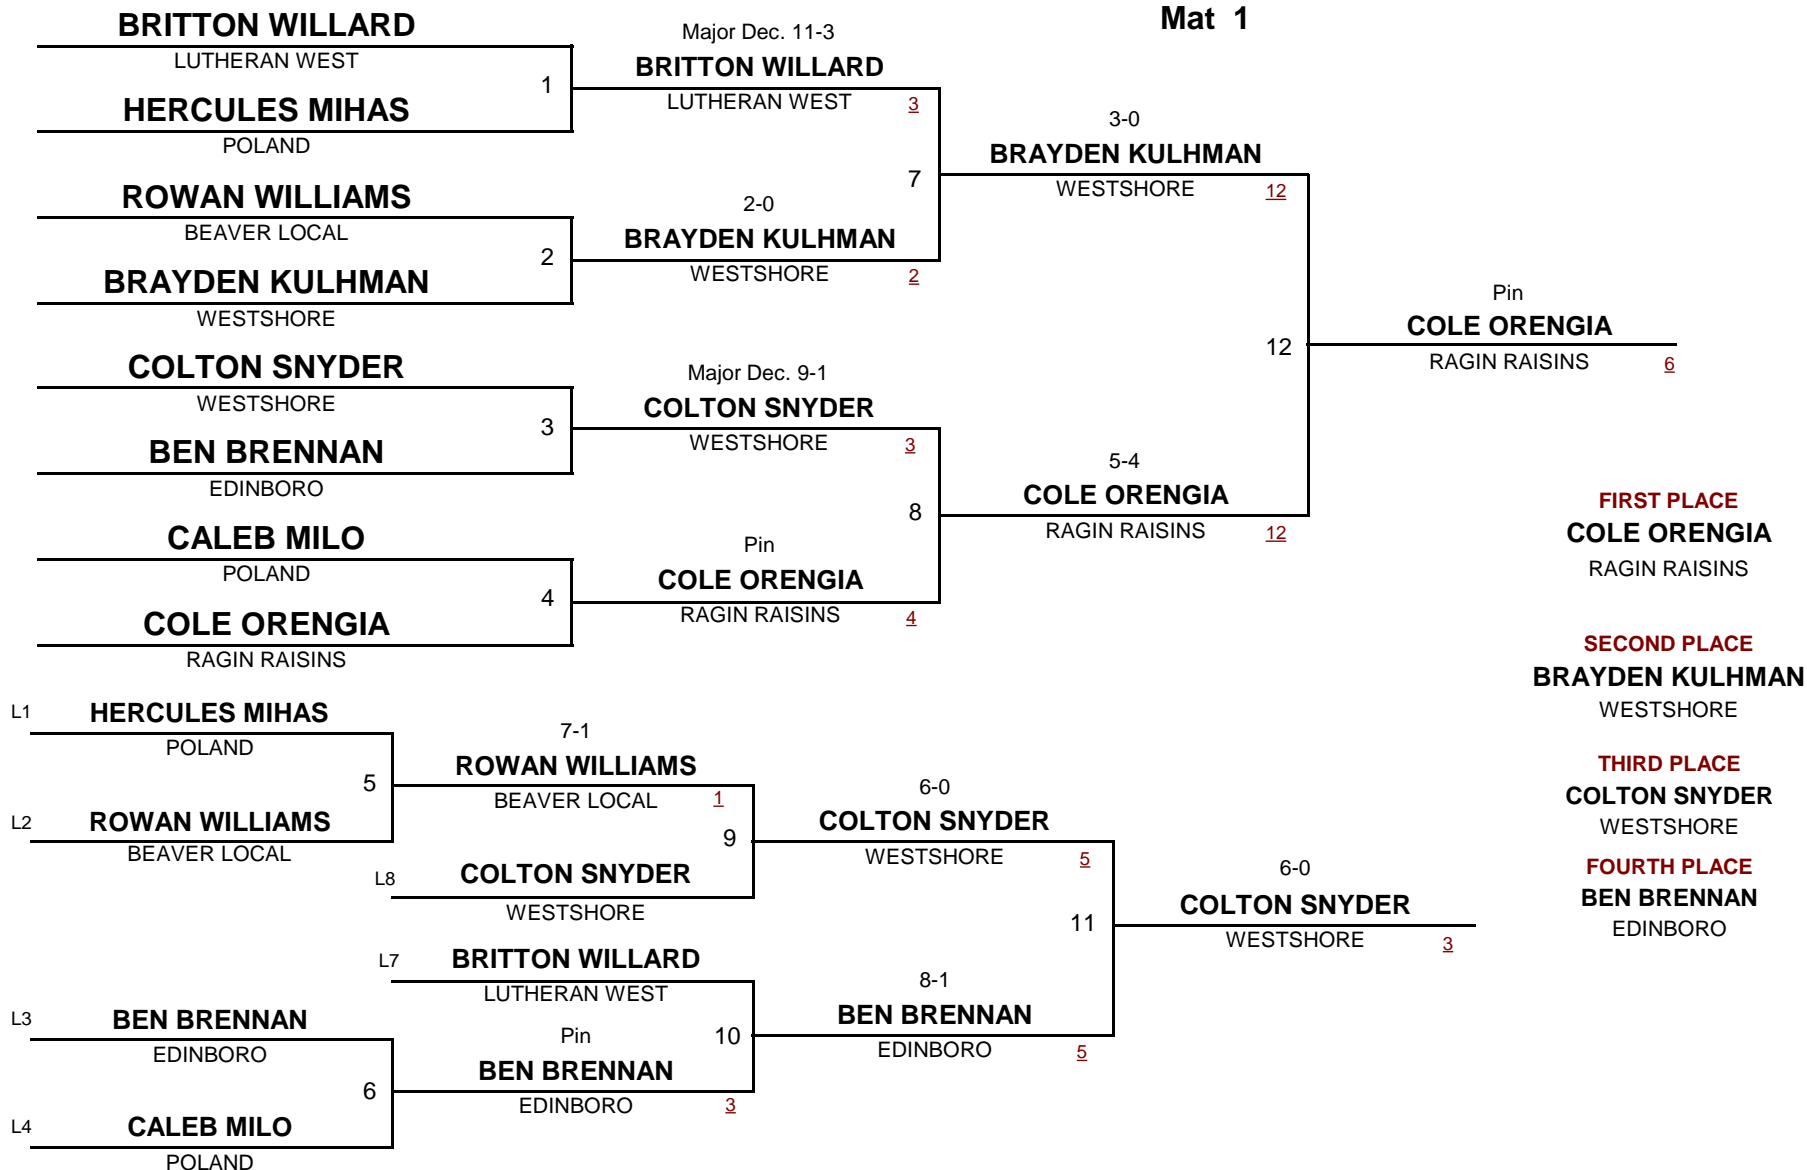 Mat 1
BRITTON WILLARD
LUTHERAN WEST
1
HERCULES MIHAS
POLAND
ROWAN WILLIAMS
BEAVER LOCAL
2
BRAYDEN KULHMAN
WESTSHORE
COLTON SNYDER
WESTSHORE
3
BEN BRENNAN
EDINBORO
CALEB MILO
POLAND
4
COLE ORENGIA
RAGIN RAISINS
Major Dec. 11-3
BRITTON WILLARD
LUTHERAN WEST 3
7
2-0
BRAYDEN KULHMAN
WESTSHORE 2
Major Dec. 9-1
COLTON SNYDER
WESTSHORE 3
8
Pin
COLE ORENGIA
RAGIN RAISINS 4
3-0
BRAYDEN KULHMAN
WESTSHORE 12
12
5-4
COLE ORENGIA
RAGIN RAISINS 12
Pin
COLE ORENGIA
RAGIN RAISINS 6
FIRST PLACE
COLE ORENGIA
RAGIN RAISINS
SECOND PLACE
BRAYDEN KULHMAN
WESTSHORE
THIRD PLACE
COLTON SNYDER
WESTSHORE
FOURTH PLACE
BEN BRENNAN
EDINBORO
L1 HERCULES MIHAS
POLAND
5
L2 ROWAN WILLIAMS
BEAVER LOCAL
7-1
ROWAN WILLIAMS
BEAVER LOCAL 1
9
L8 COLTON SNYDER
WESTSHORE
L7 BRITTON WILLARD
LUTHERAN WEST
10
L3 BEN BRENNAN
EDINBORO
6
L4 CALEB MILO
POLAND
Pin
BEN BRENNAN
EDINBORO 3
6-0
COLTON SNYDER
WESTSHORE 5
11
8-1
BEN BRENNAN
EDINBORO 5
6-0
COLTON SNYDER
WESTSHORE 3